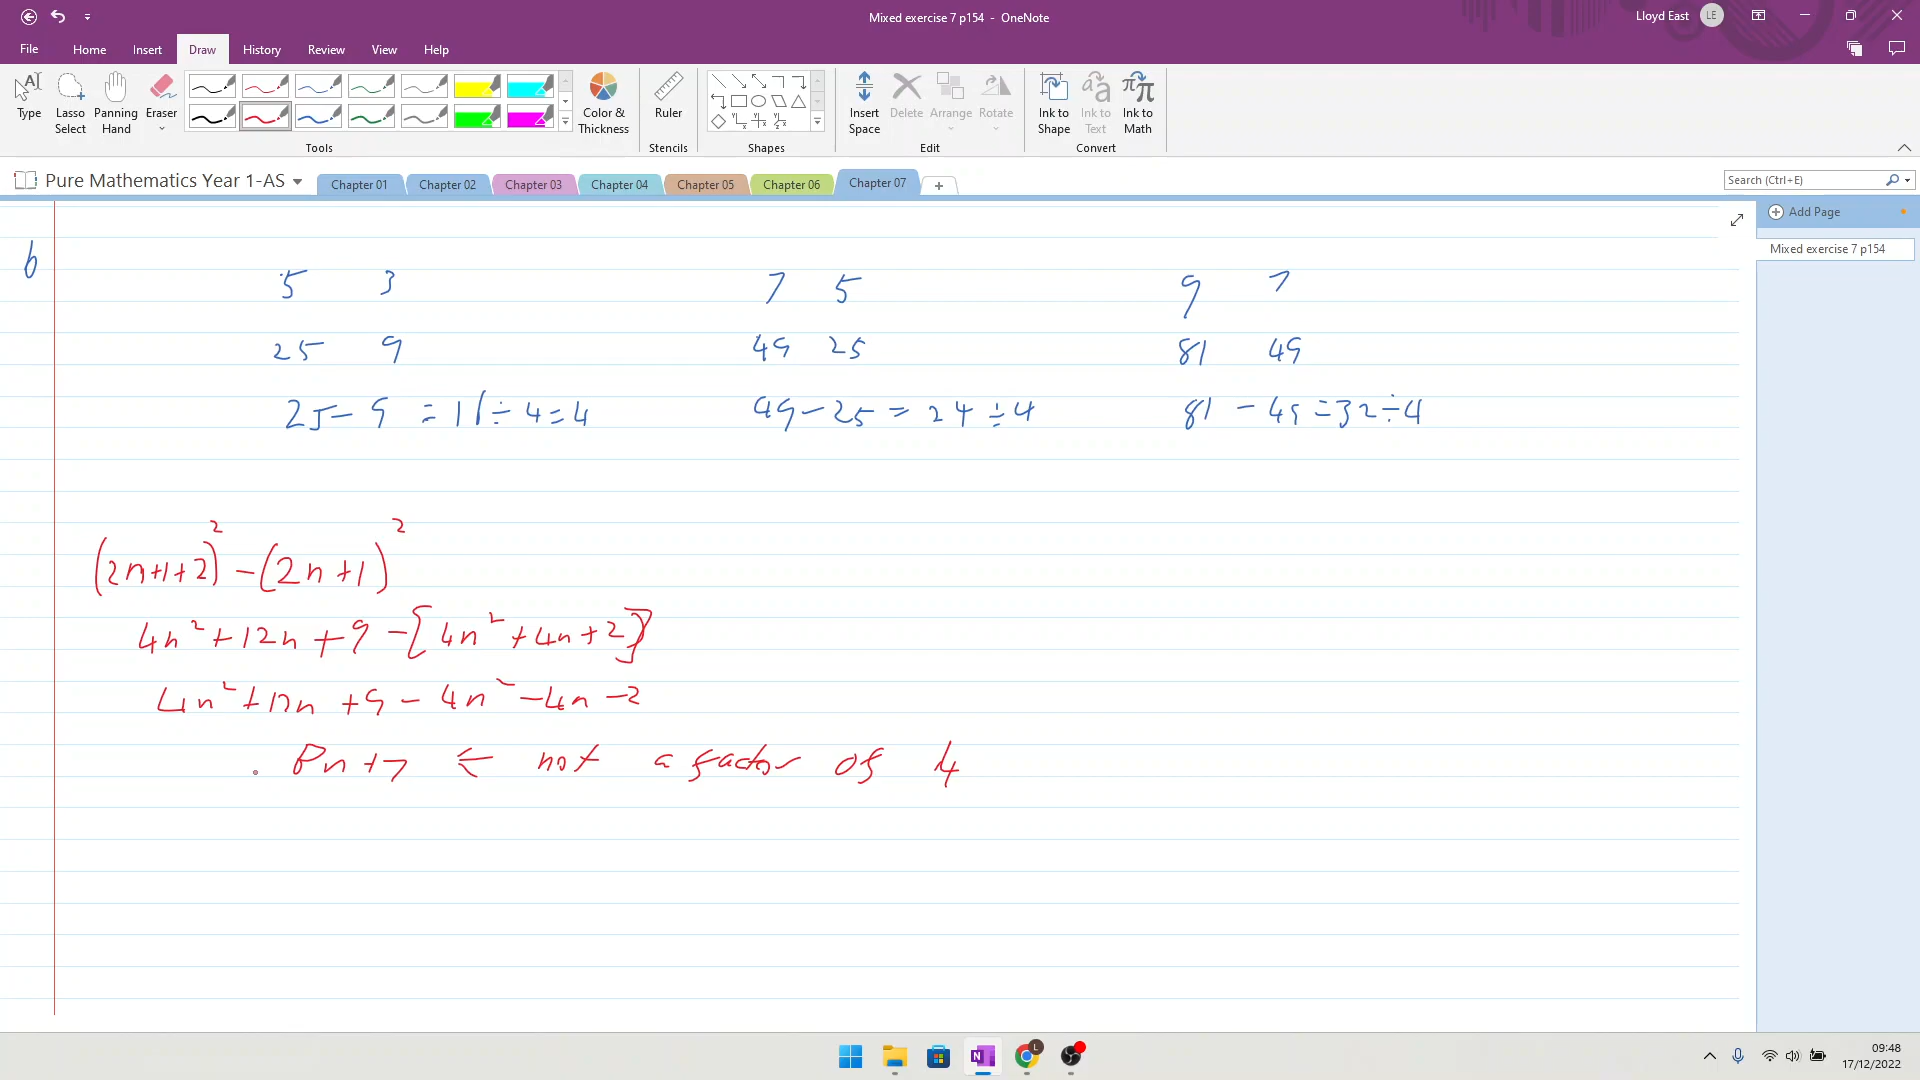 Mixed exercise 7 p154 - OneNote
Lloyd East LE
File Home Insert Draw History Review View Help
Type Lasso Select Panning Hand Eraser Color & Thickness Ruler Insert Space Delete Arrange Rotate Ink to Shape Ink to Text Ink to Math
Tools Stencils Shapes Edit Convert
Pure Mathematics Year 1-AS Chapter 01 Chapter 02 Chapter 03 Chapter 04 Chapter 05 Chapter 06 Chapter 07 + Search (Ctrl+E)
Add Page
Mixed exercise 7 p154
b
5 3 7 5 9 7
25 9 49 25 81 49
25 - 9 = 16 ÷ 4 = 4 49 - 25 = 24 ÷ 4 81 - 49 = 32 ÷ 4
(2n+1+2)² - (2n+1)²
4n² + 12n + 9 - [4n² + 4n + 2]
4n² + 12n + 9 - 4n² - 4n - 2
8n + 7 ← not a factor of 4
09:48
17/12/2022